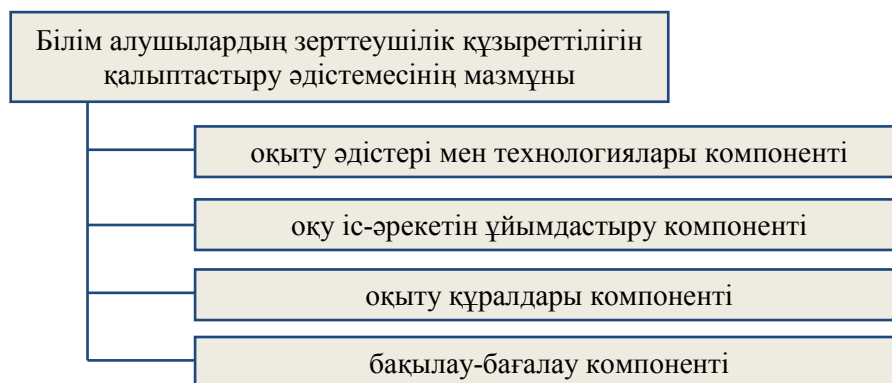 Білім алушылардың зерттеушілік құзыреттілігін
қалыптастыру әдістемесінің мазмұны
оқыту әдістері мен технологиялары компоненті
оқу іс-әрекетін ұйымдастыру компоненті
оқыту құралдары компоненті
бақылау-бағалау компоненті